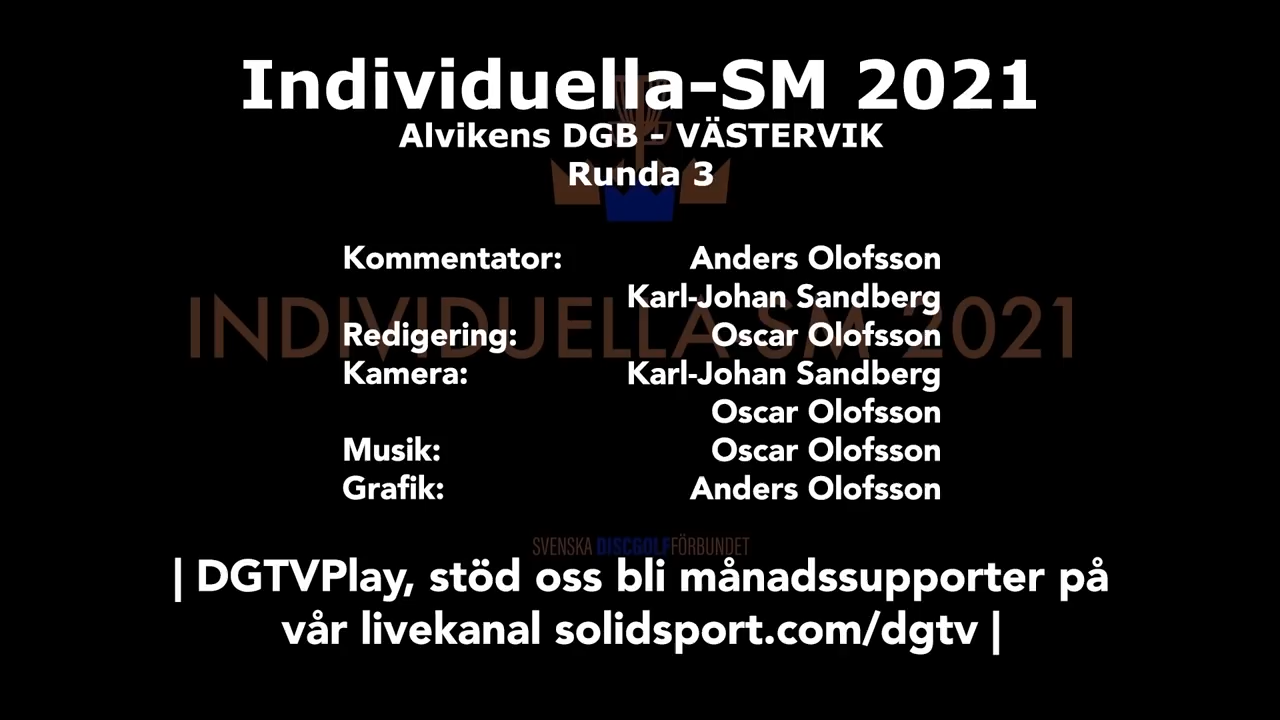 Individuella-SM 2021
Alvikens DGB - VÄSTERVIK
Runda 3
Kommentator: Anders Olofsson
Karl-Johan Sandberg
INDIVIDUELLA SM 2021
Redigering: Oscar Olofsson
Kamera: Karl-Johan Sandberg
Oscar Olofsson
Musik: Oscar Olofsson
Grafik: Anders Olofsson
SVENSKA DISCGOLFFÖRBUNDET
| DGTVPlay, stöd oss bli månadssupporter på
vår livekanal solidsport.com/dgtv |